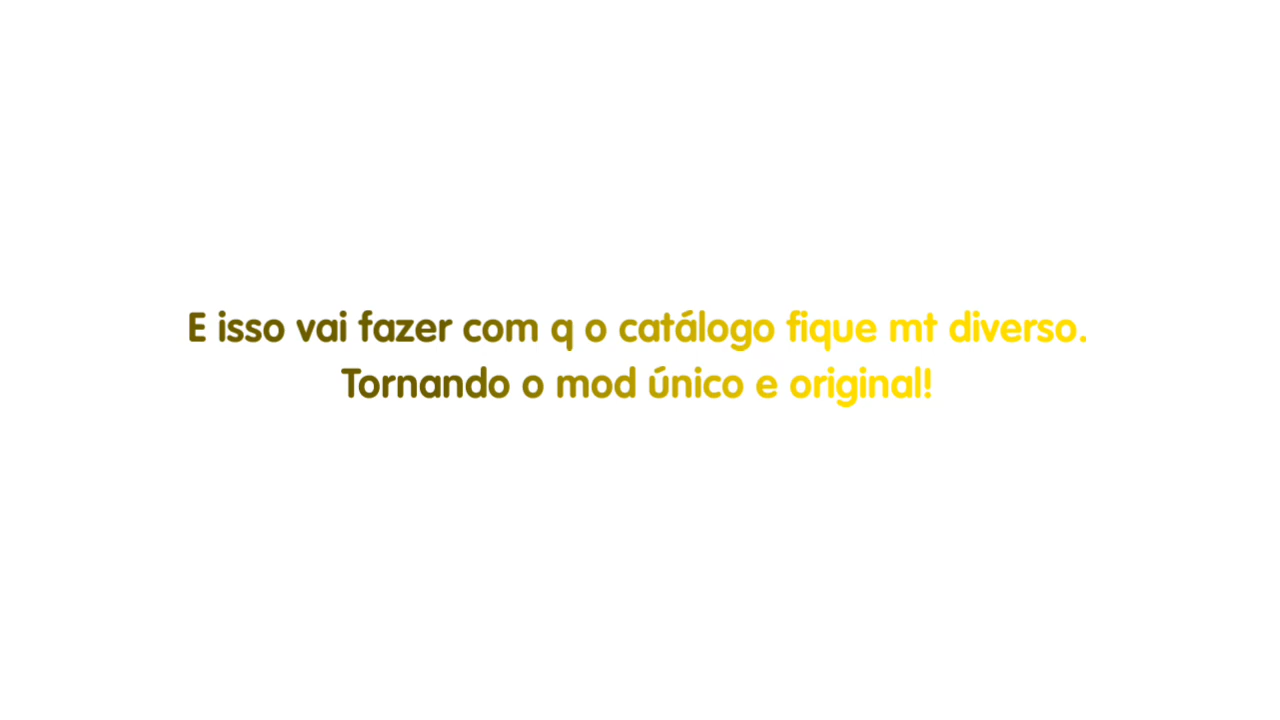 E isso vai fazer com q o catálogo fique mt diverso.
Tornando o mod único e original!